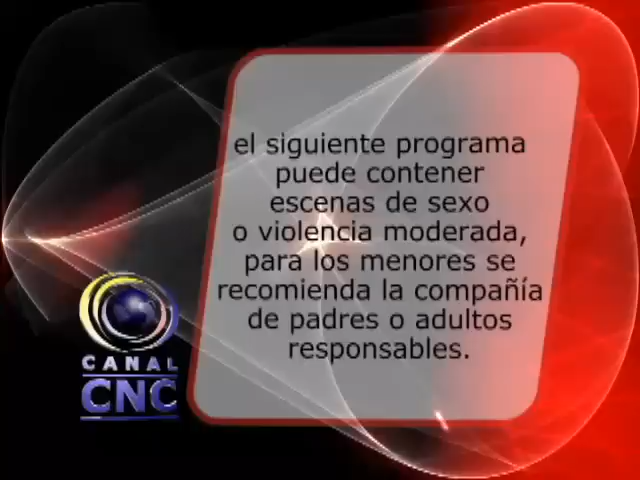 el siguiente programa
puede contener
escenas de sexo
o violencia moderada,
para los menores se
recomienda la compañía
de padres o adultos
responsables.
CANAL
CNC